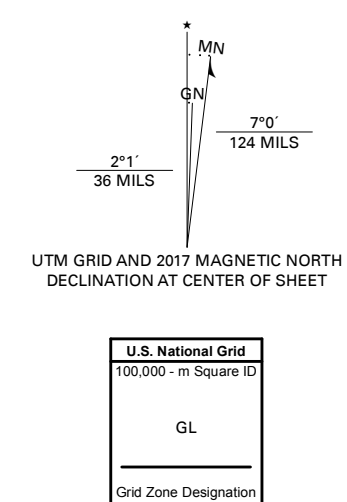 ★
MN
GN
7°0´
124 MILS
2°1´
36 MILS
UTM GRID AND 2017 MAGNETIC NORTH
DECLINATION AT CENTER OF SHEET
U.S. National Grid
100,000 - m Square ID
GL
Grid Zone Designation